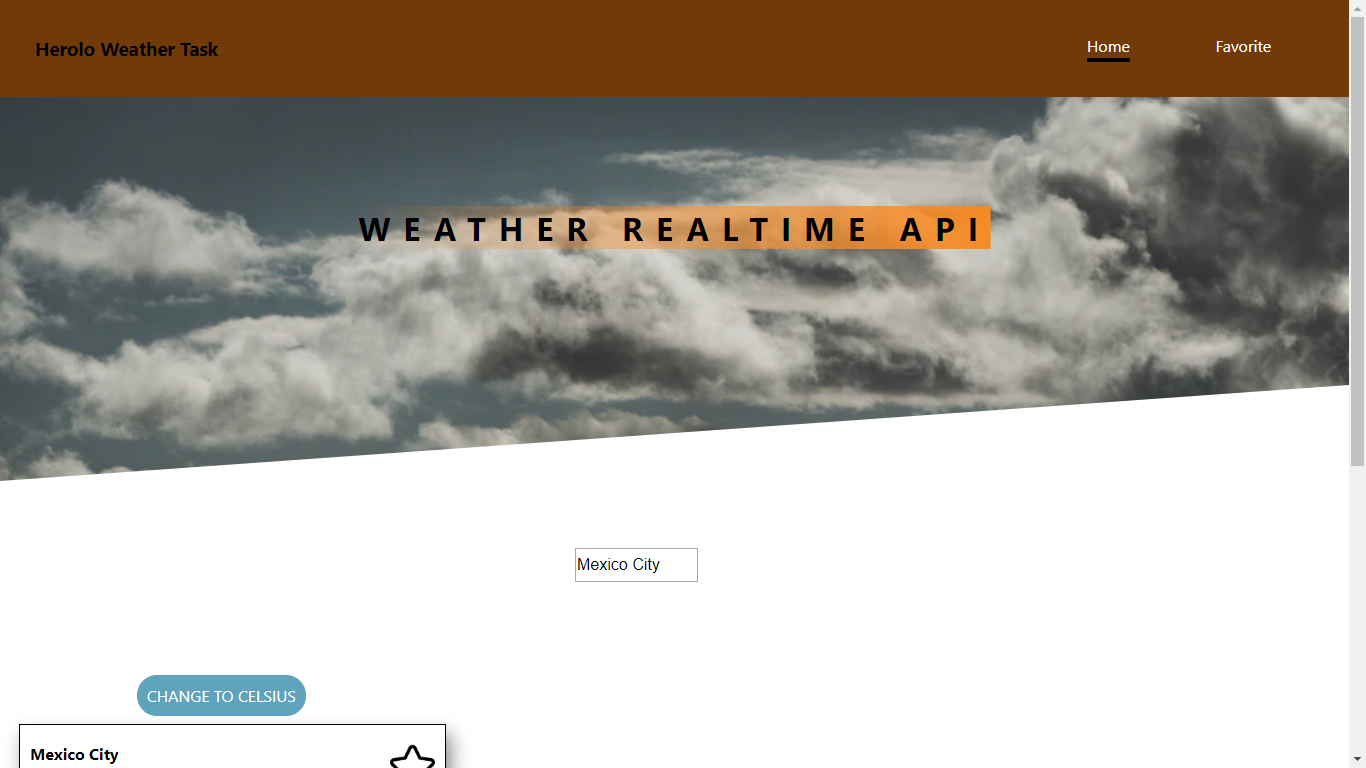 Herolo Weather Task
Home
Favorite
WEATHER REALTIME API
Mexico City
CHANGE TO CELSIUS
Mexico City